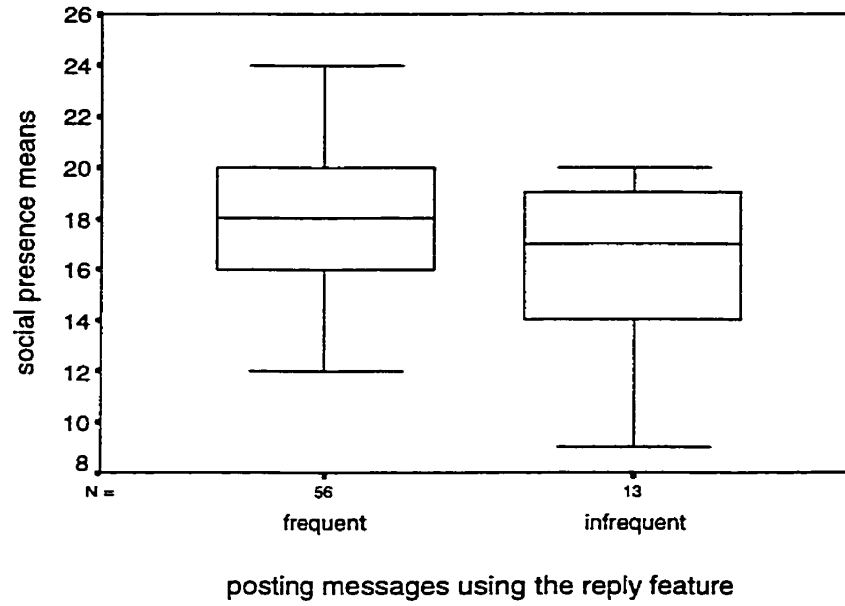 26
24
22
20
18
16
14
12
10
8
social presence means
N = 56 13
frequent infrequent
posting messages using the reply feature